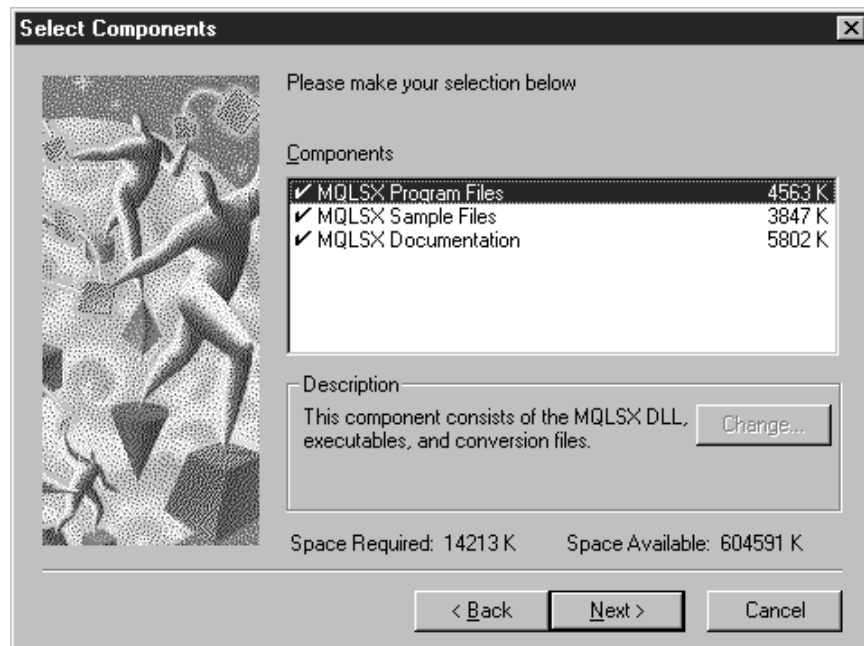 Select Components
Please make your selection below
Components
MQLSX Program Files 4563 K
MQLSX Sample Files 3847 K
MQLSX Documentation 5802 K
Description
This component consists of the MQLSX DLL, executables, and conversion files.
Change...
Space Required: 14213 K Space Available: 604591 K
< Back Next > Cancel